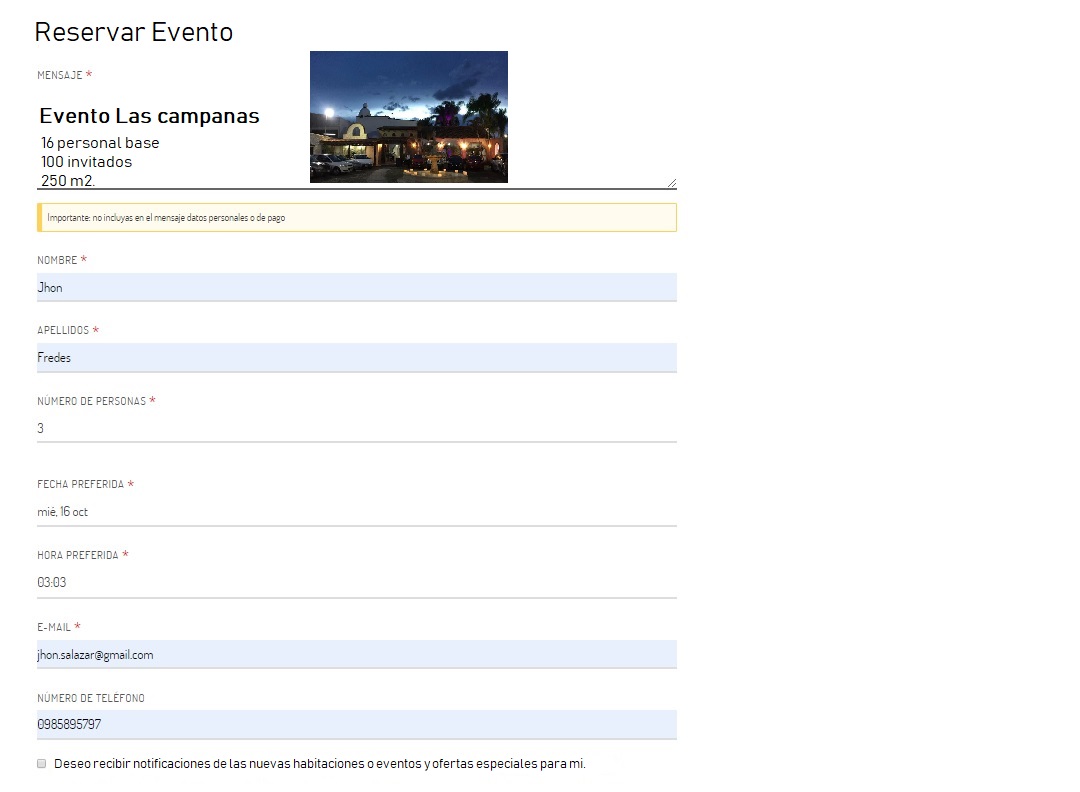 Reservar Evento
MENSAJE *
Evento Las campanas
16 personal base
100 invitados
250 m2.
Importante: no incluyas en el mensaje datos personales o de pago
NOMBRE *
Jhon
APELLIDOS *
Fredes
NÚMERO DE PERSONAS *
3
FECHA PREFERIDA *
mié, 16 oct
HORA PREFERIDA *
03:03
E-MAIL *
jhon.salazar@gmail.com
NÚMERO DE TELÉFONO
0985895797
Deseo recibir notificaciones de las nuevas habitaciones o eventos y ofertas especiales para mi.